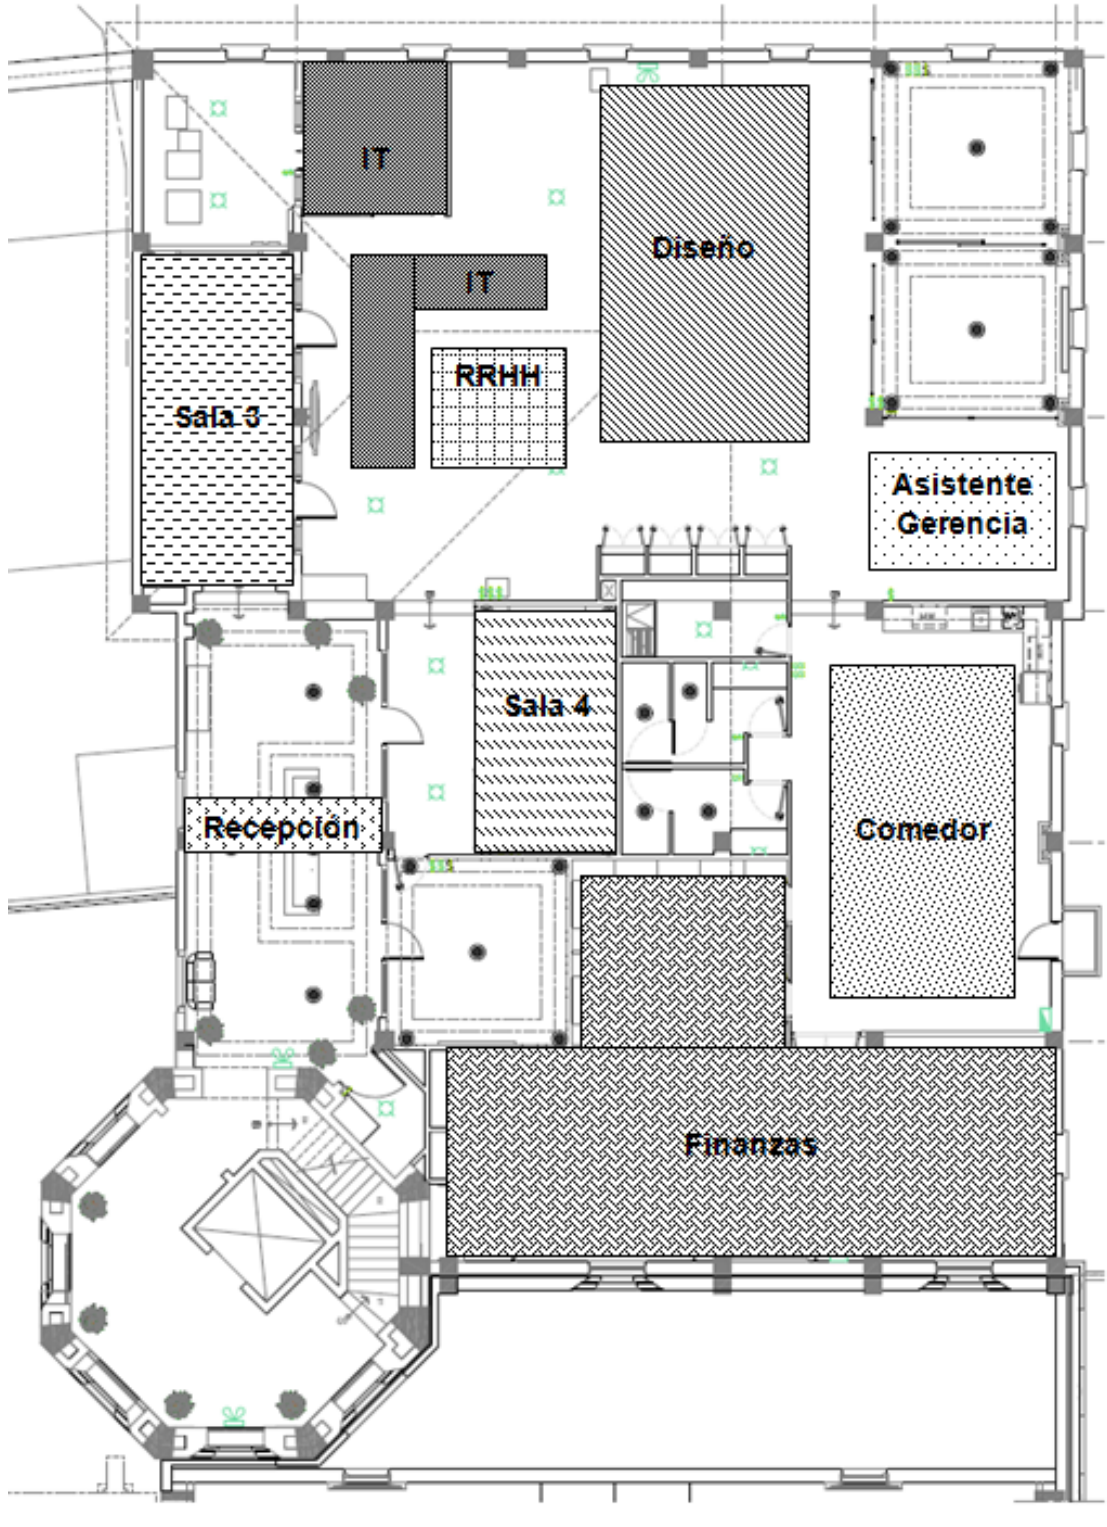 IT
Diseño
IT
RRHH
Sala 3
Asistente
Gerencia
Sala 4
Recepción
Comedor
Finanzas